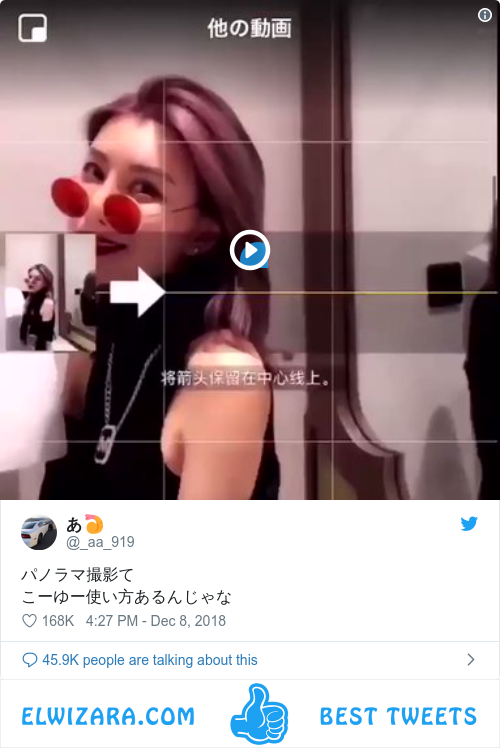 他の動画
将箭头保留在中心线上。
あ🍤
@_aa_919
パノラマ撮影て
こーゆー使い方あるんじゃな
168K 4:27 PM - Dec 8, 2018
45.9K people are talking about this
ELWIZARA.COM BEST TWEETS